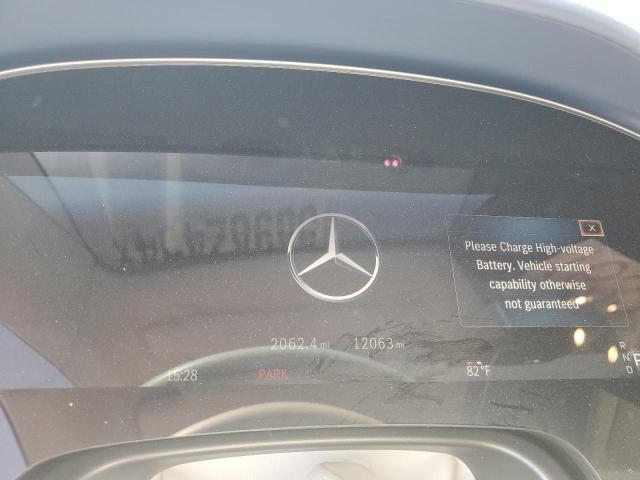 X
Please Charge High-voltage
Battery. Vehicle starting
capability otherwise
not guaranteed
2062.4 mi 12063 mi
R
N
D P
15:28 PARK 82°F